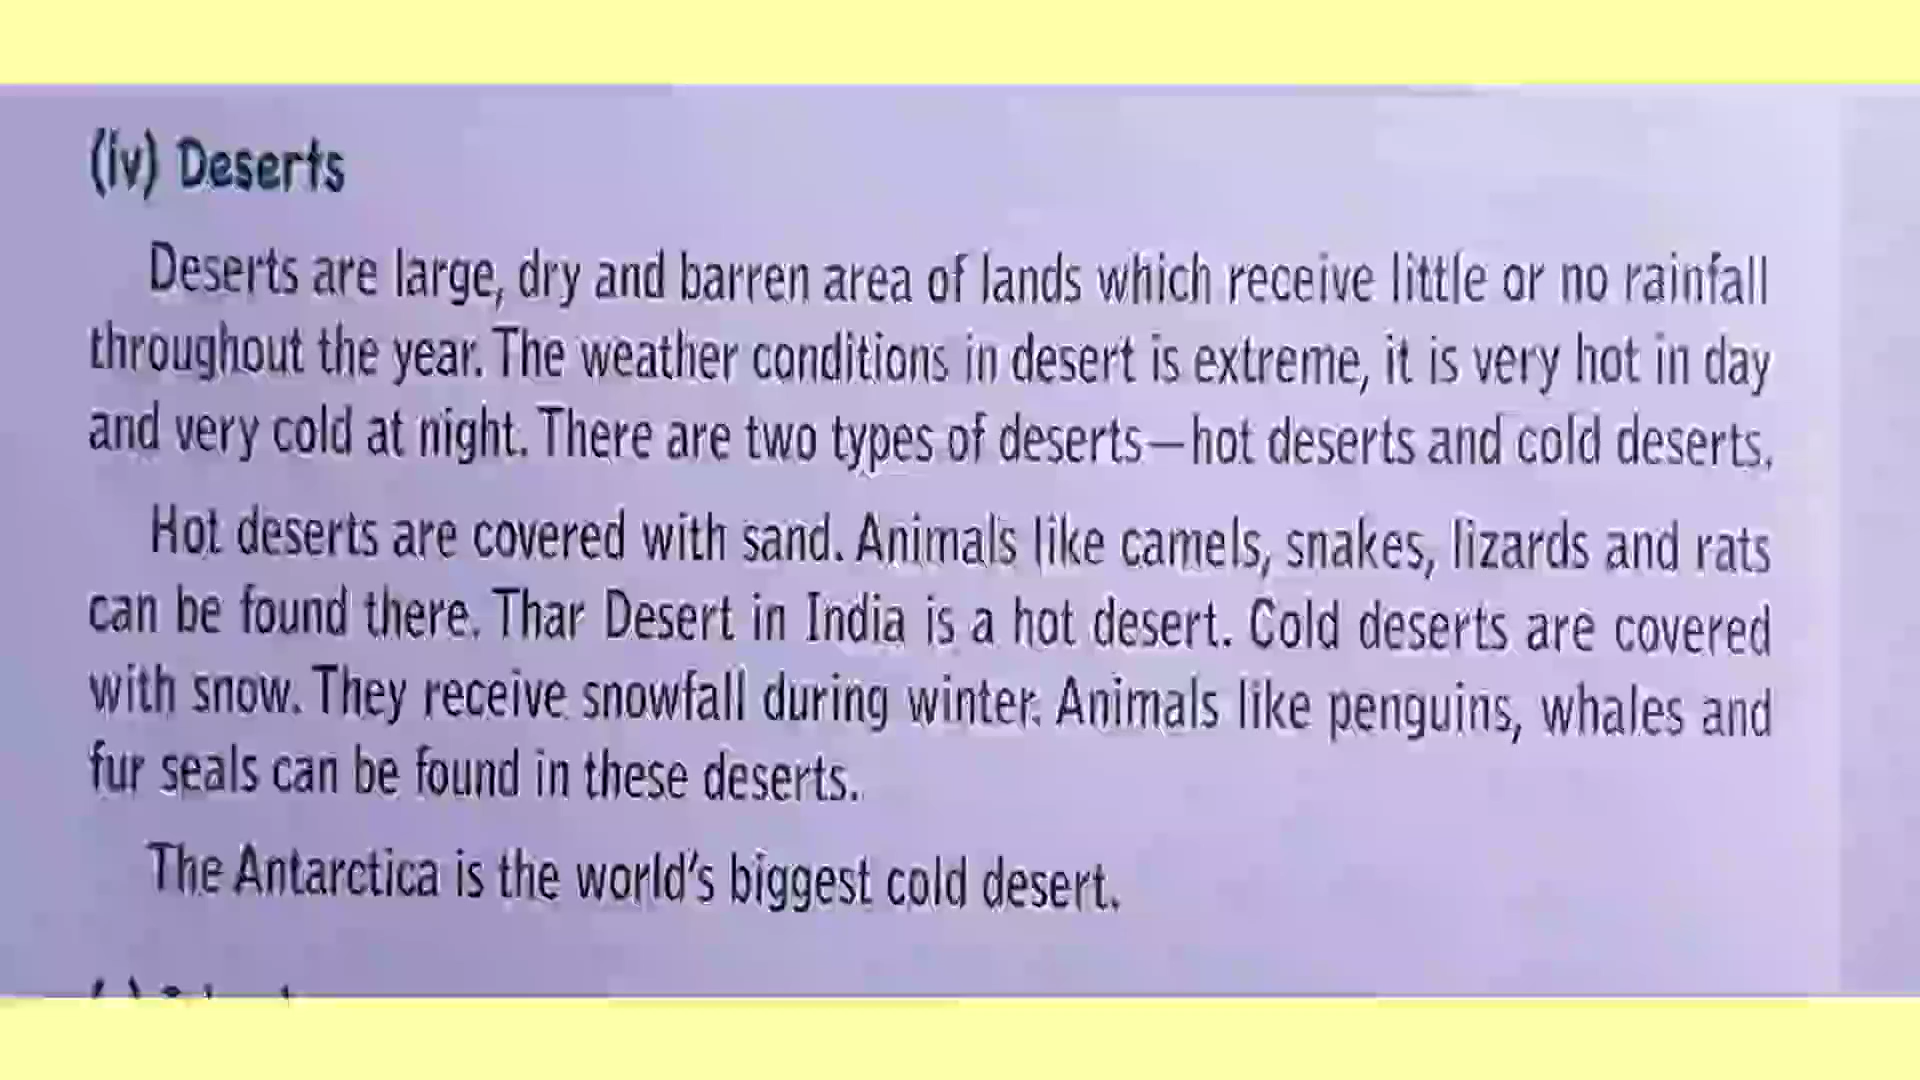 (iv) Deserts
Deserts are large, dry and barren area of lands which receive little or no rainfall
throughout the year. The weather conditions in desert is extreme, it is very hot in day
and very cold at night. There are two types of deserts—hot deserts and cold deserts.
Hot deserts are covered with sand. Animals like camels, snakes, lizards and rats
can be found there. Thar Desert in India is a hot desert. Cold deserts are covered
with snow. They receive snowfall during winter. Animals like penguins, whales and
fur seals can be found in these deserts.
The Antarctica is the world's biggest cold desert.